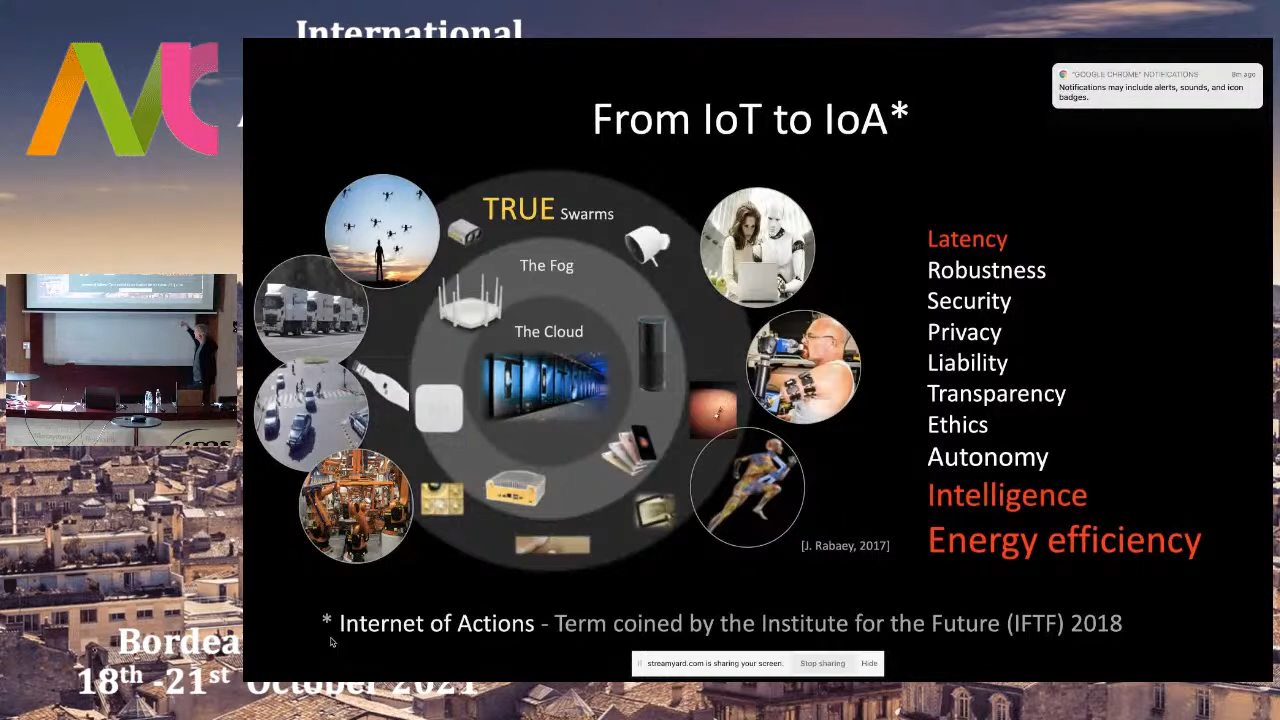 International
From IoT to IoA*
"GOOGLE CHROME" NOTIFICATIONS 8m ago
Notifications may include alerts, sounds, and icon
badges.
TRUE Swarms
The Fog
The Cloud
Latency
Robustness
Security
Privacy
Liability
Transparency
Ethics
Autonomy
Intelligence
Energy efficiency
[J. Rabaey, 2017]
* Internet of Actions - Term coined by the Institute for the Future (IFTF) 2018
streamyard.com is sharing your screen. Stop sharing Hide
Bordea
18th -21st October 2021
ims